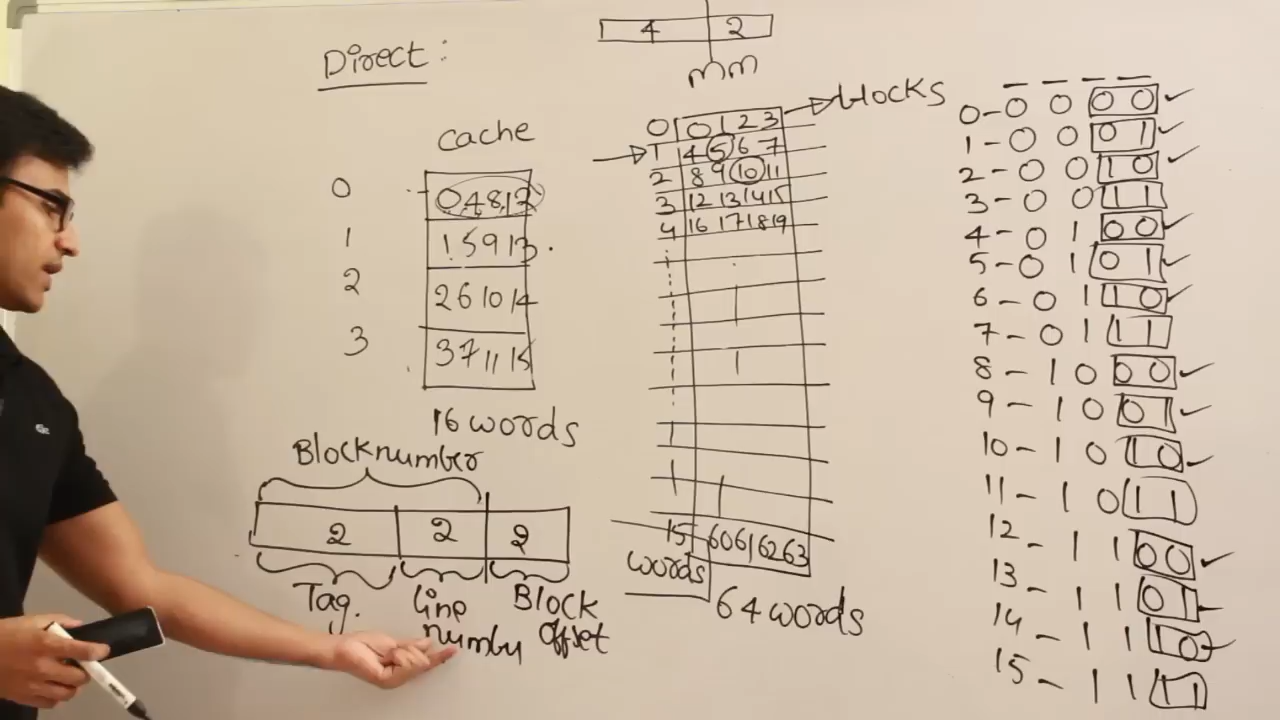 Direct:
4 2
mm
blocks
cache
0 0 4 8 12
1 1 5 9 13
2 2 6 10 14
3 3 7 11 15
16 words
0 0 1 2 3
1 4 5 6 7
2 8 9 10 11
3 12 13 14 15
4 16 17 18 19
15 60 61 62 63
words
64 words
Blocknumber
2 2 2
Tag.
line
number
Block
offset
0 - 0 0 0 0
1 - 0 0 0 1
2 - 0 0 1 0
3 - 0 0 1 1
4 - 0 1 0 0
5 - 0 1 0 1
6 - 0 1 1 0
7 - 0 1 1 1
8 - 1 0 0 0
9 - 1 0 0 1
10 - 1 0 1 0
11 - 1 0 1 1
12 - 1 1 0 0
13 - 1 1 0 1
14 - 1 1 1 0
15 - 1 1 1 1